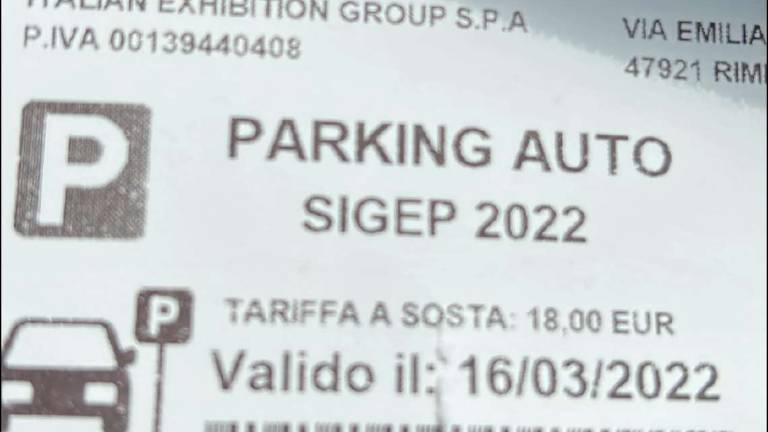 ITALIAN EXHIBITION GROUP S.P.A
P.IVA 00139440408
VIA EMILIA
47921 RIMI
P
PARKING AUTO
SIGEP 2022
P
TARIFFA A SOSTA: 18,00 EUR
Valido il: 16/03/2022